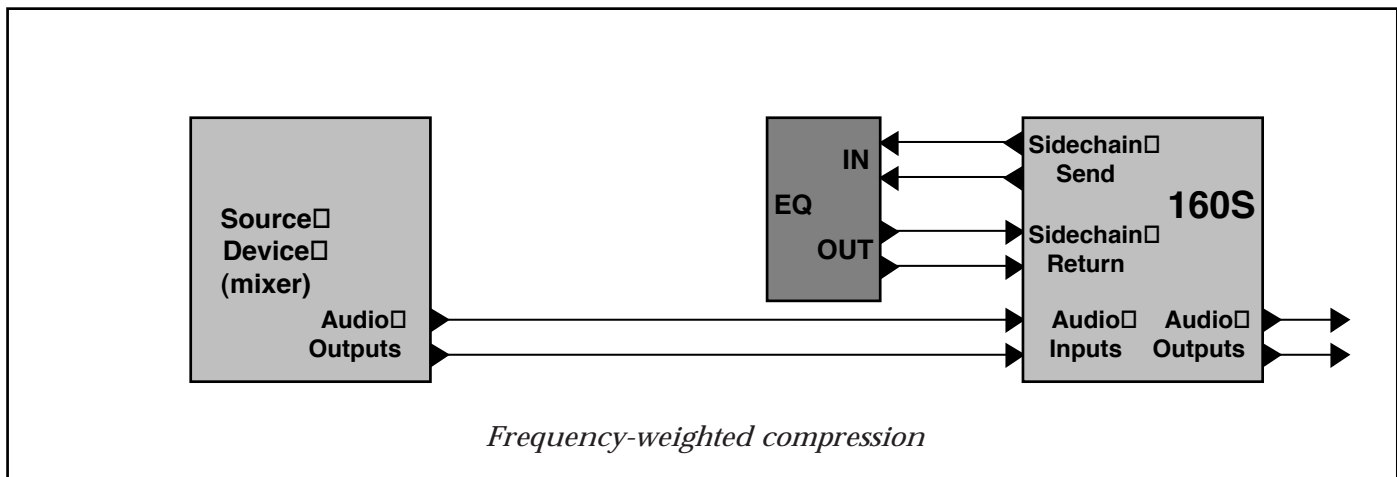 Source
Device
(mixer)
Audio
Outputs
EQ
IN
OUT
Sidechain
Send
160S
Sidechain
Return
Audio
Inputs
Audio
Outputs
Frequency-weighted compression